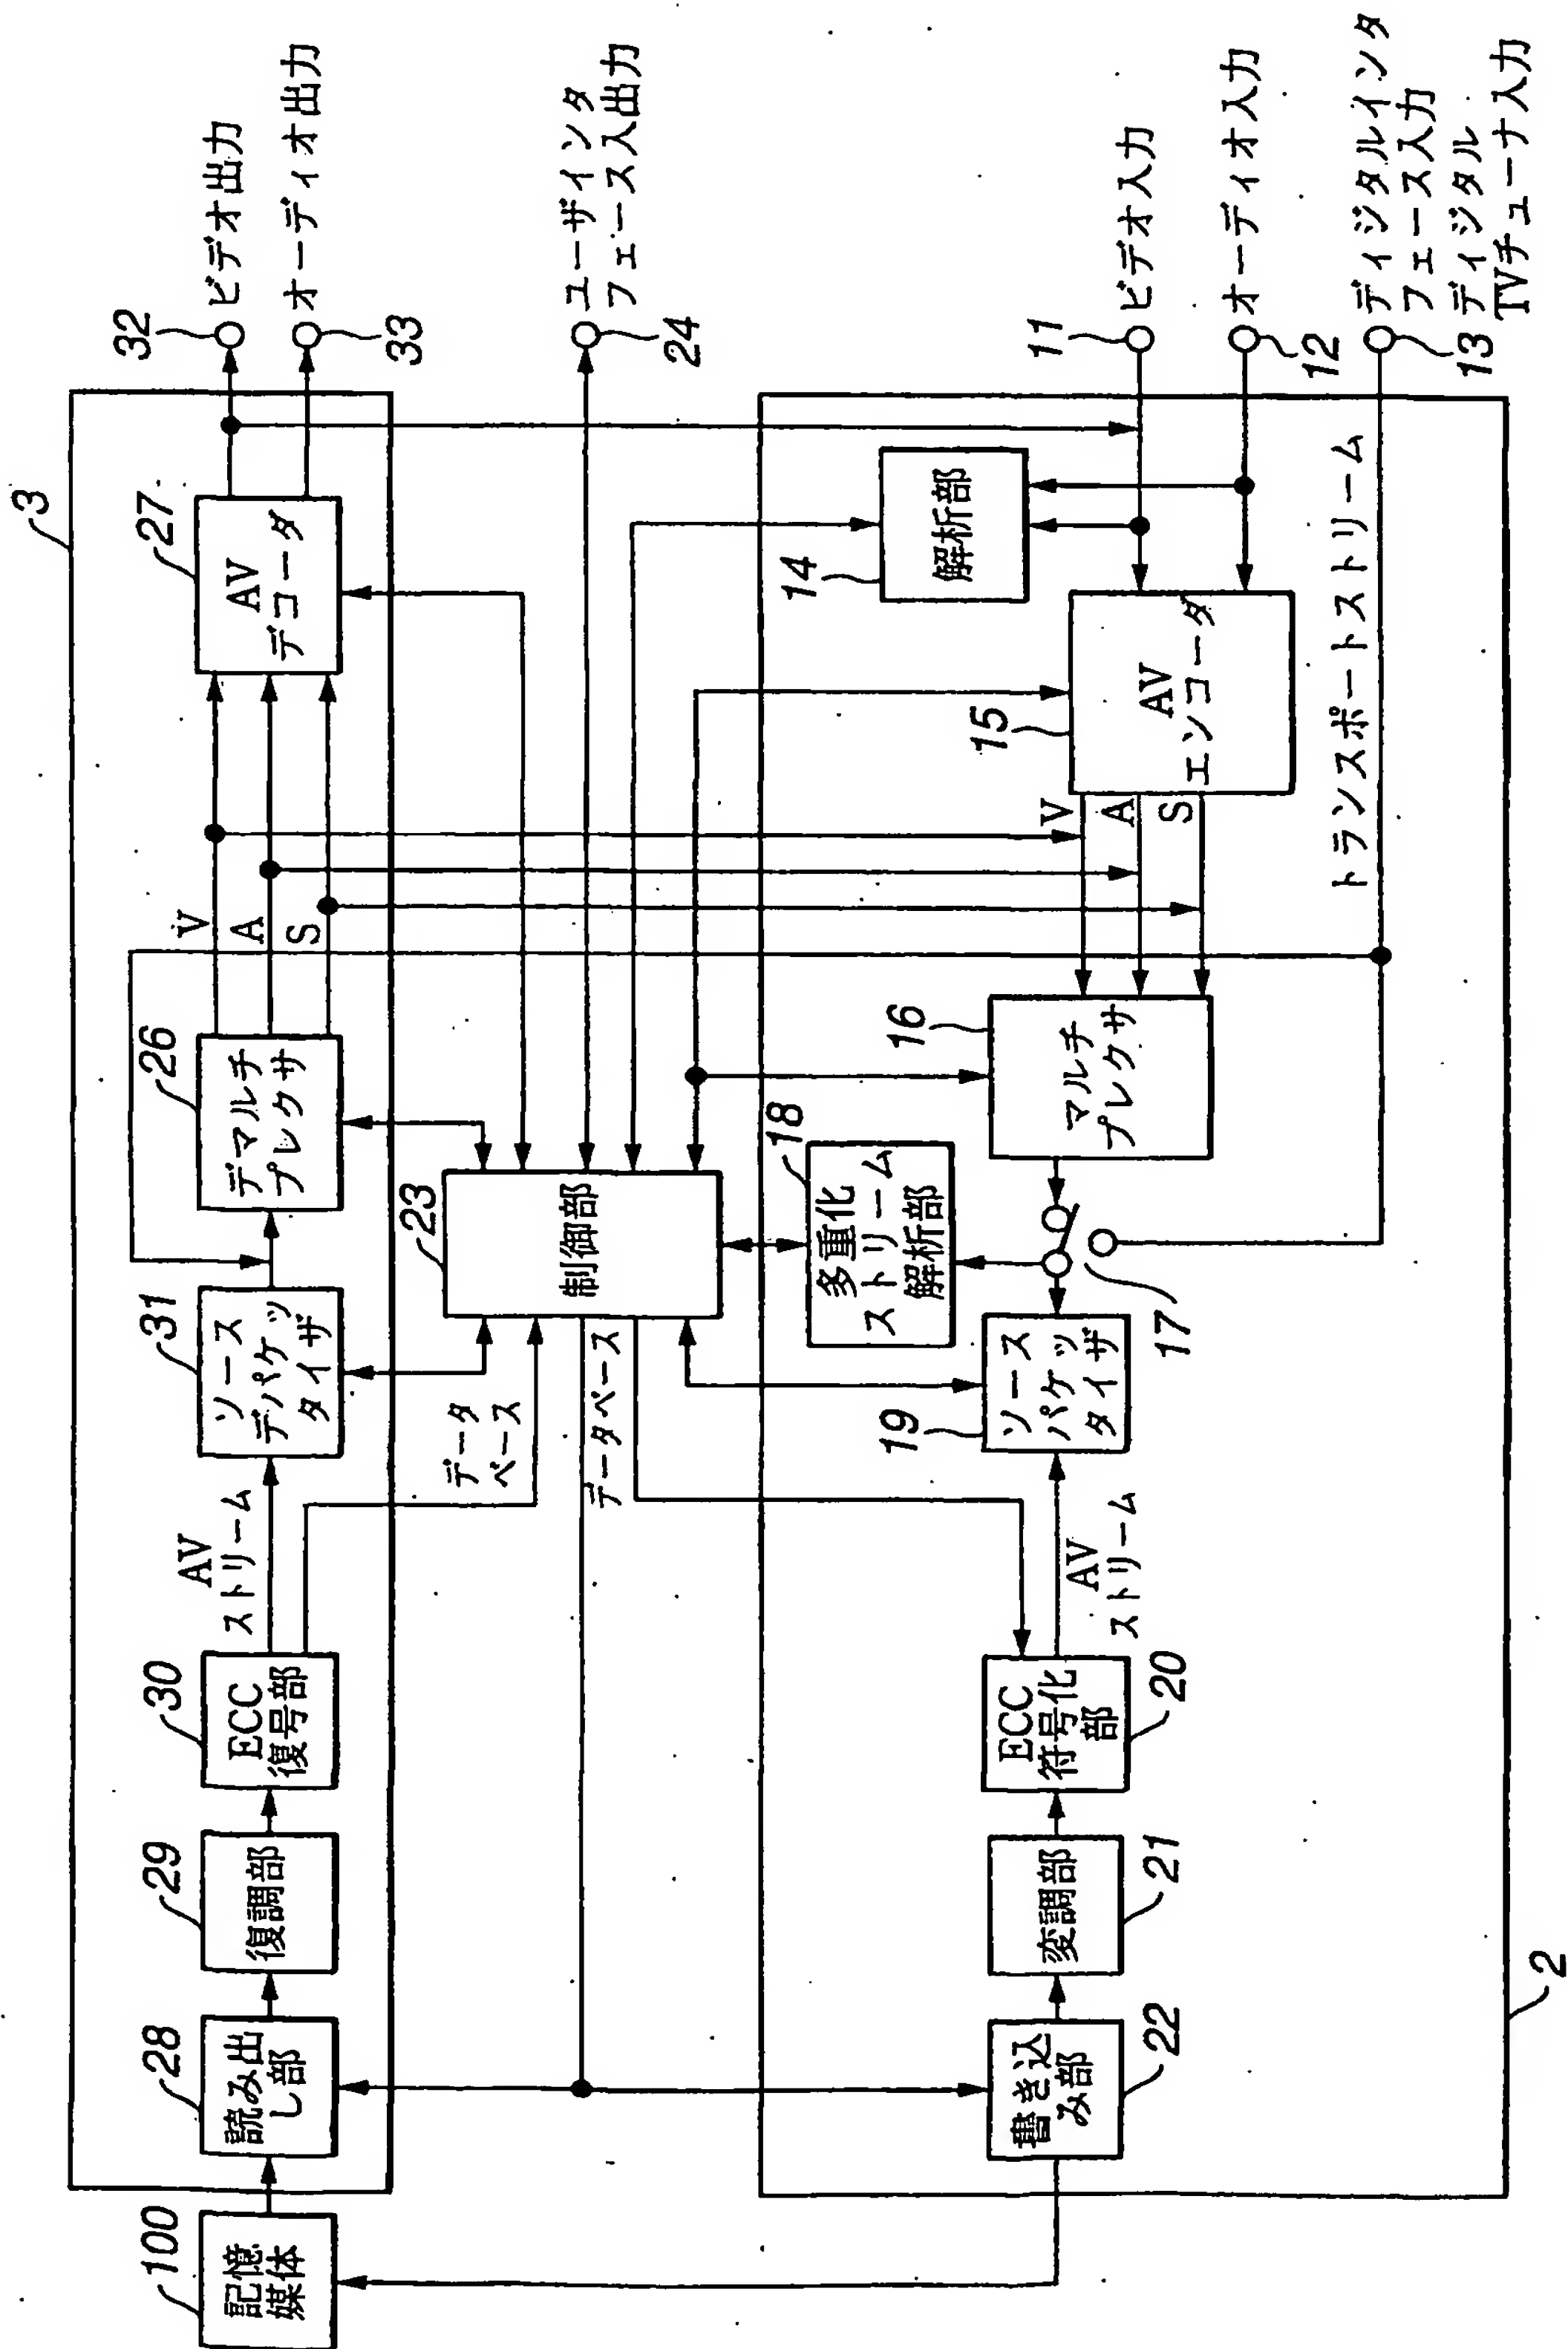 3
100
記憶
媒体
28
読み出
し部
29
復調部
30
ECC
復号部
AV
ストリーム
31
ソース
デパケッ
タイザ
26
デマルチ
プレクサ
V
A
S
27
AV
デコーダ
32
ビデオ出力
オーディオ出力
33
データ
ベース
データベース
23
制御部
ユーザインタ
フェース入出力
24
22
書き込
み部
21
変調部
20
ECC
符号化
部
AV
ストリーム
19
ソース
パケッ
タイザ
17
18
多重化
ストリーム
解析部
16
マルチ
プレクサ
V
A
S
15
AV
エンコーダ
14
解析部
11
ビデオ入力
12
オーディオ入力
13
ディジタルインタ
フェース入力
ディジタル
TVチューナ入力
トランスポートストリーム
2